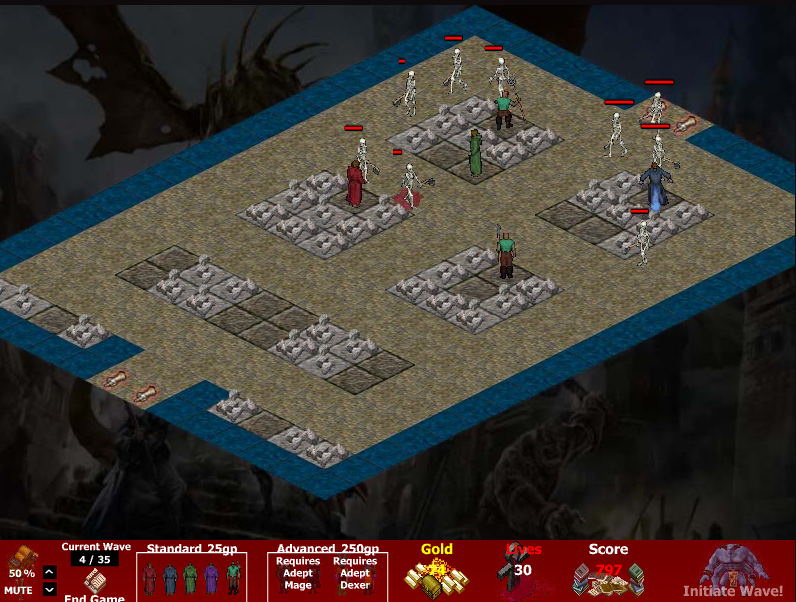 Current Wave
4 / 35
End Game
50 %
MUTE
Standard 25gp
Advanced 250gp
Requires
Adept
Mage
Requires
Adept
Dexer
Gold
Lives
30
Score
797
Initiate Wave!